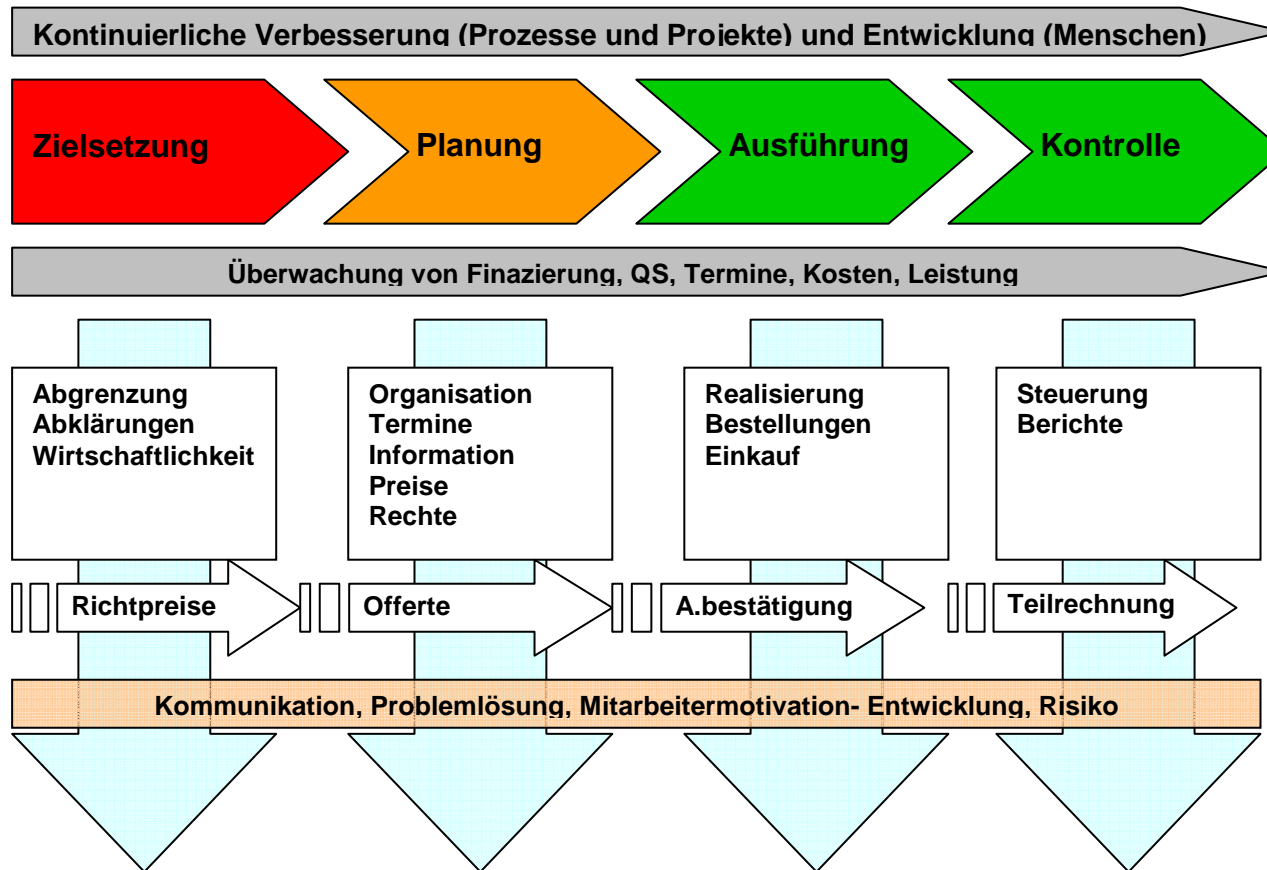 Kontinuierliche Verbesserung (Prozesse und Projekte) und Entwicklung (Menschen)
Zielsetzung
Planung
Ausführung
Kontrolle
Überwachung von Finazierung, QS, Termine, Kosten, Leistung
Abgrenzung
Abklärungen
Wirtschaftlichkeit
Organisation
Termine
Information
Preise
Rechte
Realisierung
Bestellungen
Einkauf
Steuerung
Berichte
Richtpreise
Offerte
A.bestätigung
Teilrechnung
Kommunikation, Problemlösung, Mitarbeitermotivation- Entwicklung, Risiko